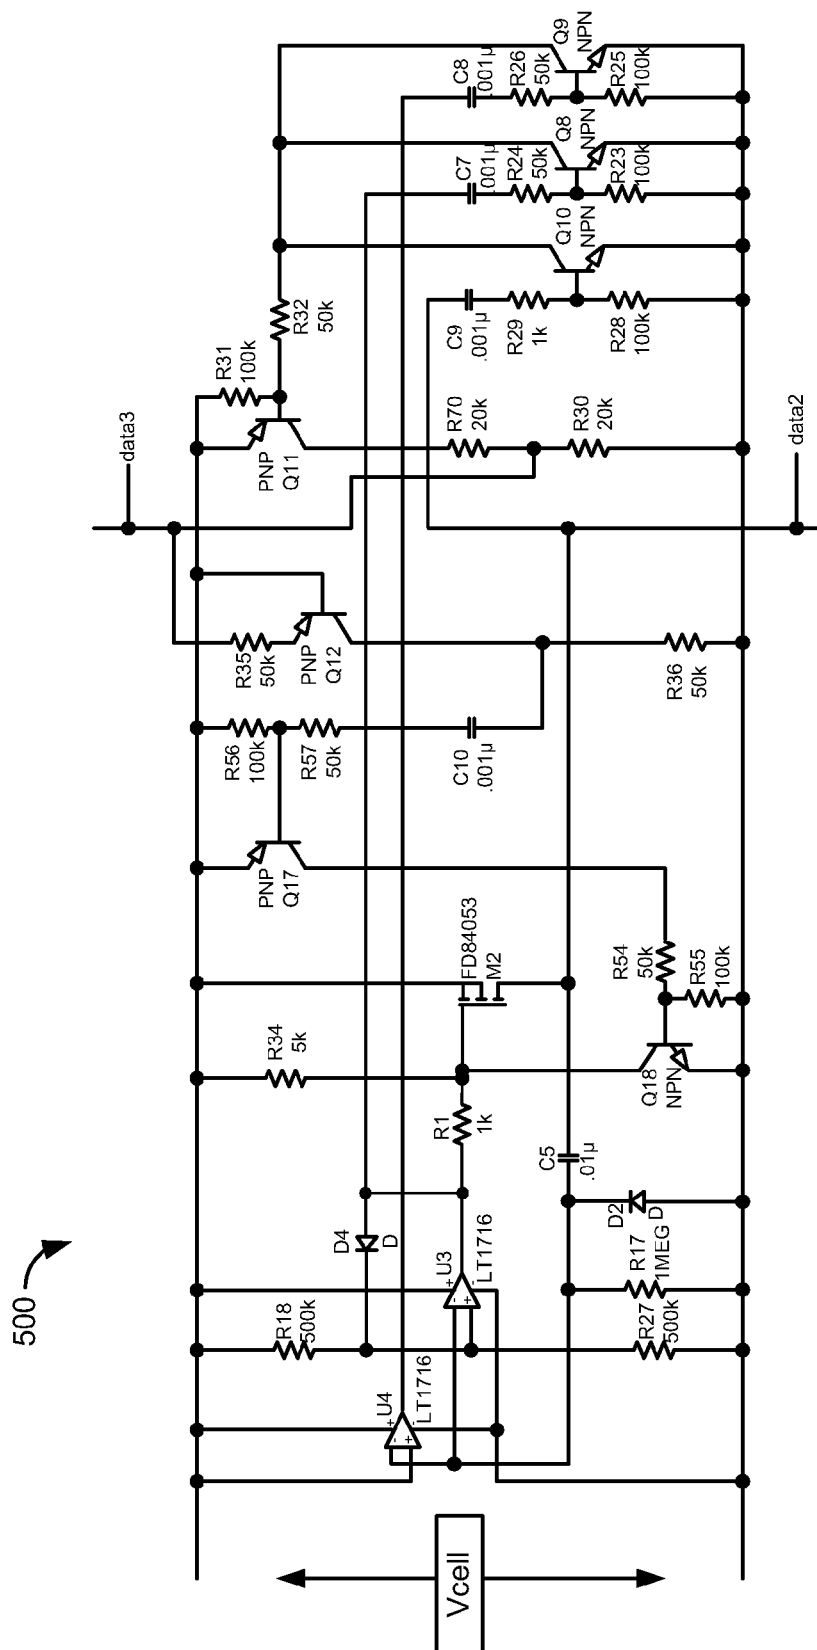 500
Vcell
U4
LT1716
+
-
-
+
R18
500k
D4
D
U3
LT1716
+
-
-
+
R27
500k
R17
1MEG
D2
D
C5
.01µ
R1
1k
R34
5k
FD84053
M2
Q18
NPN
R54
50k
R55
100k
PNP
Q17
R56
100k
R57
50k
C10
.001µ
R35
50k
PNP
Q12
R36
50k
data3
data2
PNP
Q11
R31
100k
R32
50k
R70
20k
R30
20k
C9
.001µ
R29
1k
R28
100k
Q10
NPN
C7
.001µ
R24
50k
R23
100k
Q8
NPN
C8
.001µ
R26
50k
R25
100k
Q9
NPN